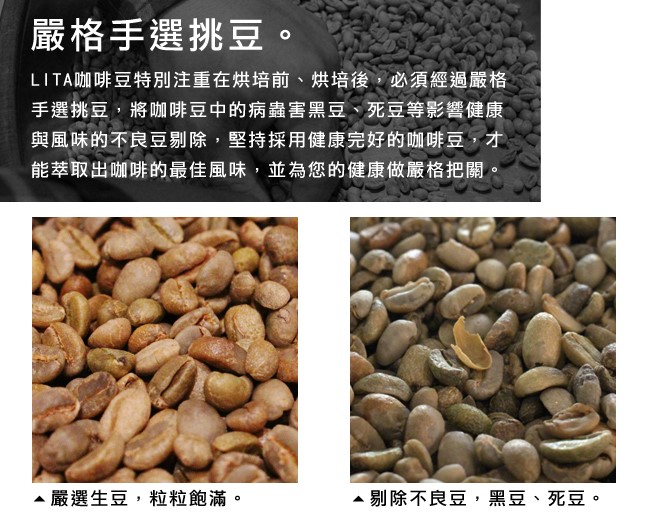 嚴格手選挑豆。
LITA咖啡豆特別注重在烘培前、烘培後，必須經過嚴格
手選挑豆，將咖啡豆中的病蟲害黑豆、死豆等影響健康
與風味的不良豆剔除，堅持採用健康完好的咖啡豆，才
能萃取出咖啡的最佳風味，並為您的健康做嚴格把關。
▲嚴選生豆，粒粒飽滿。
▲剔除不良豆，黑豆、死豆。